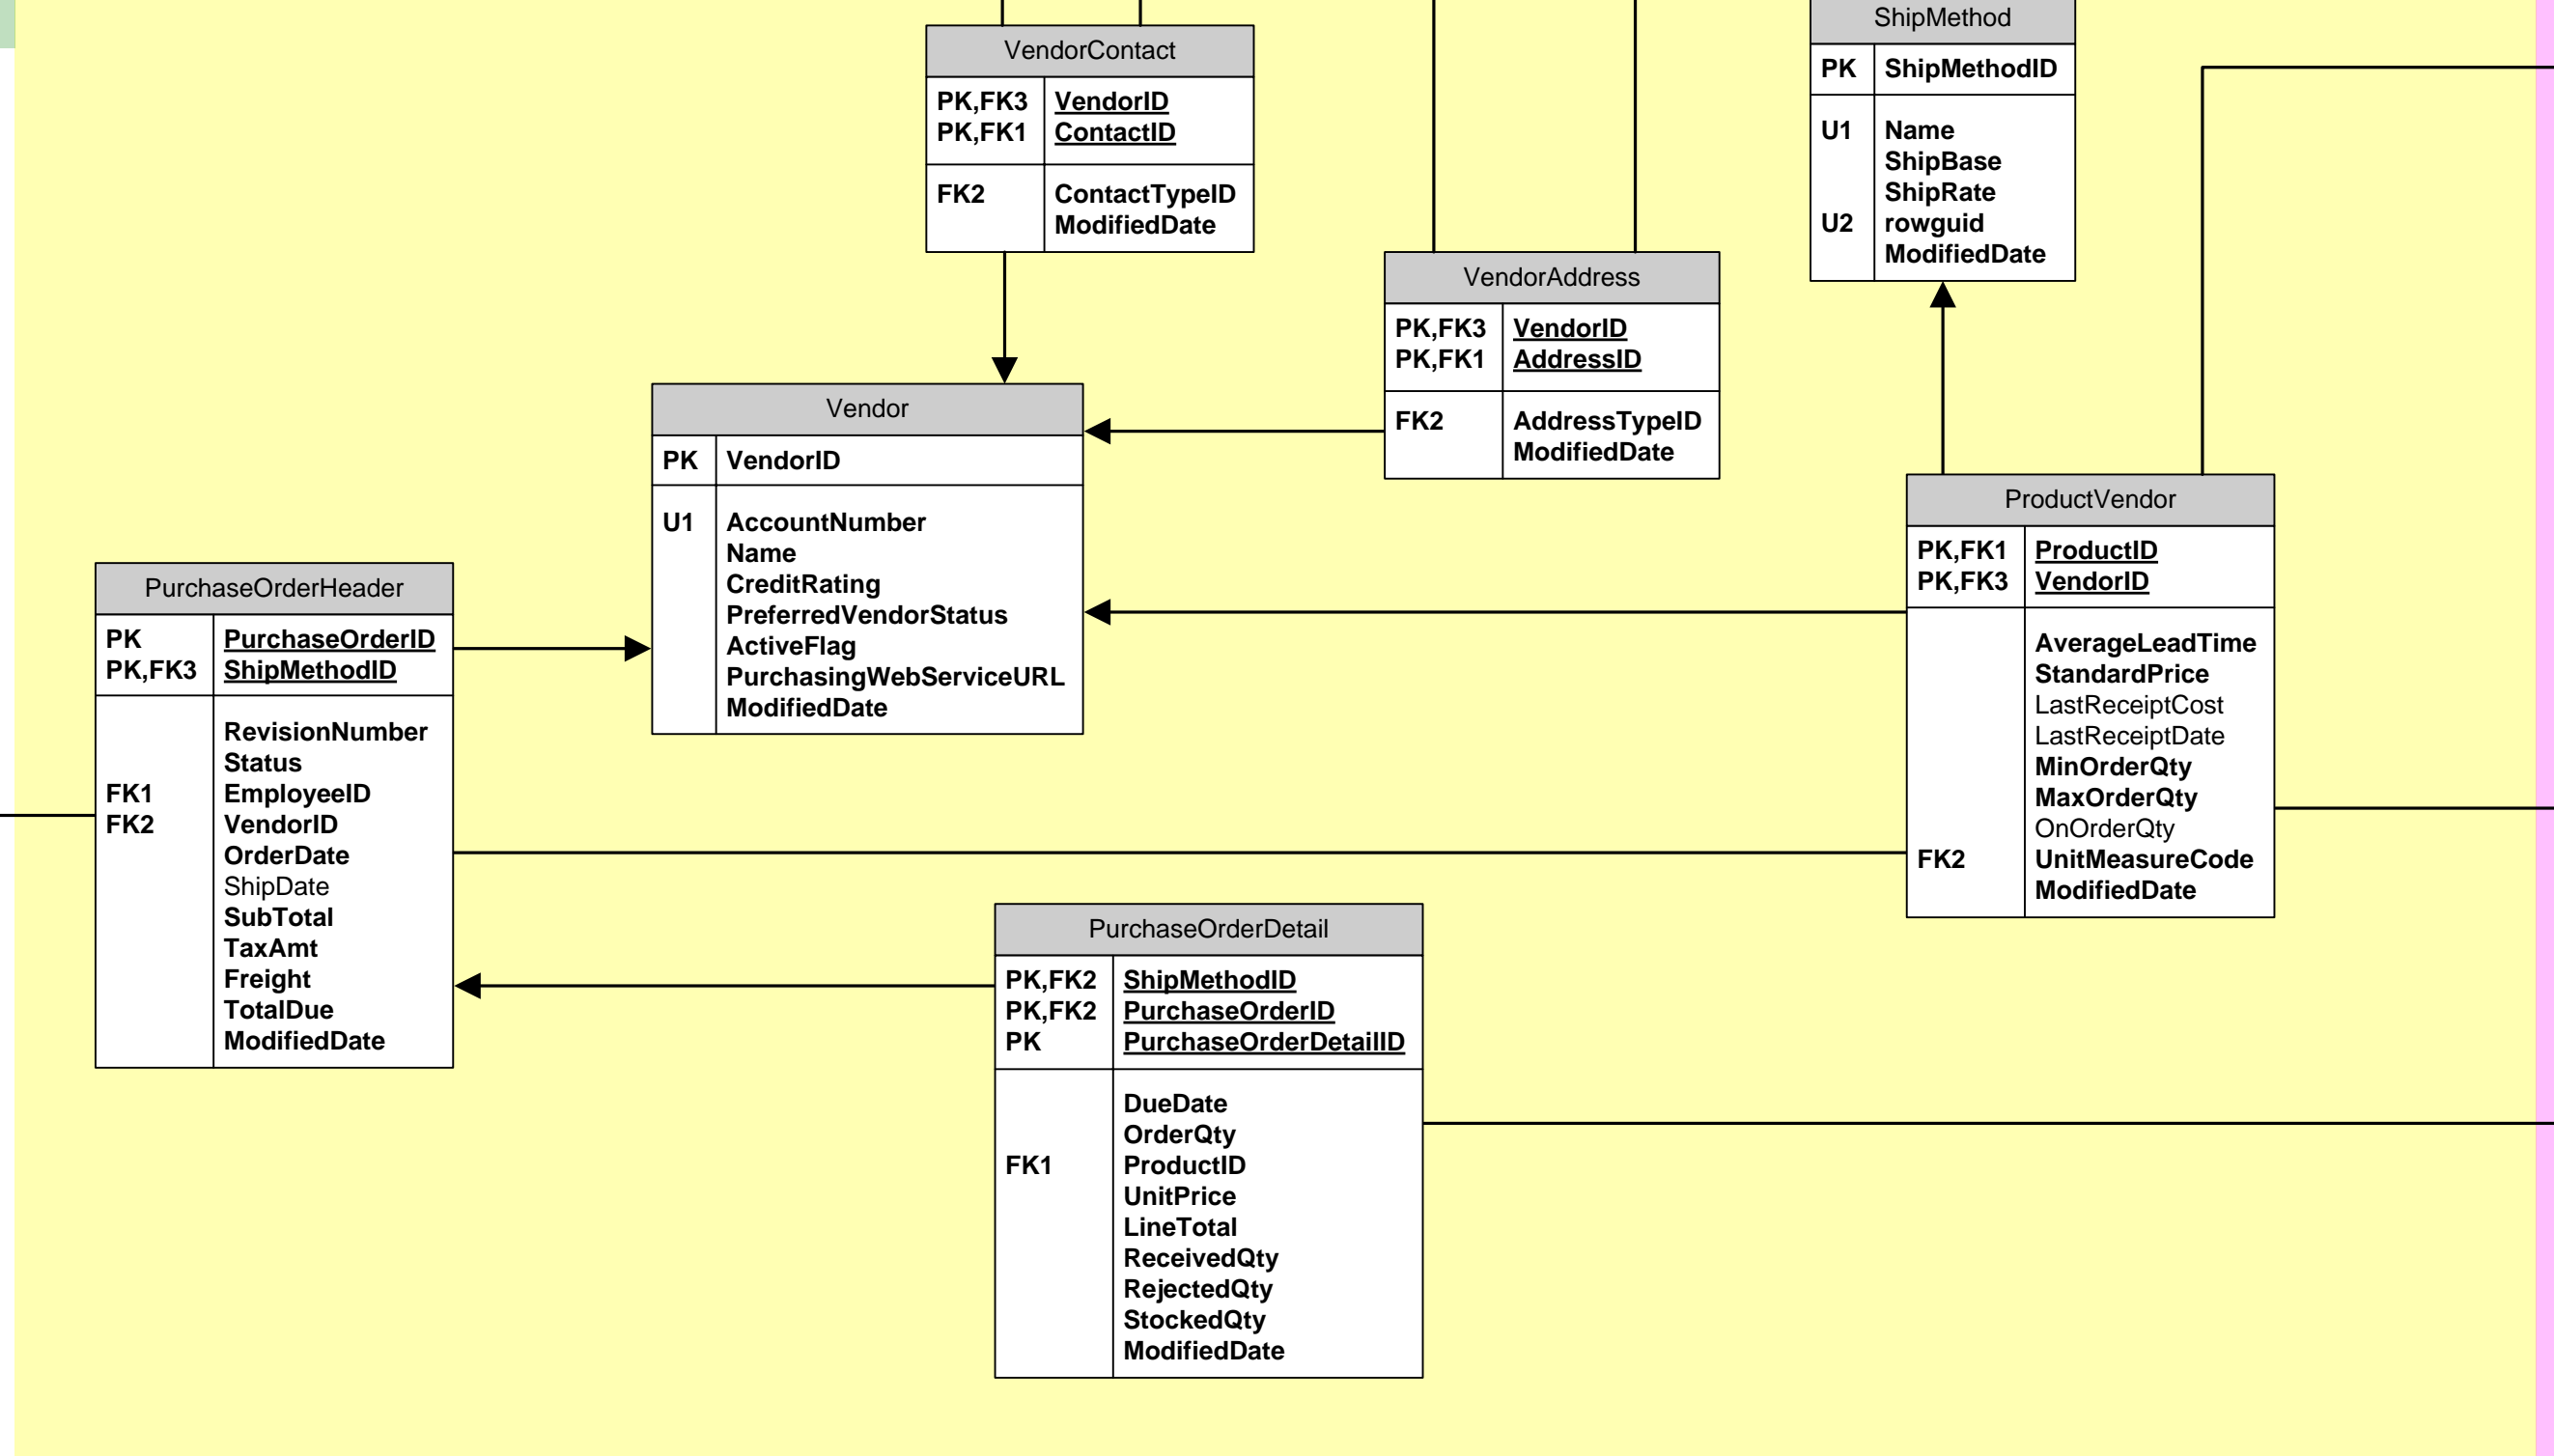 ShipMethod
PK ShipMethodID
U1 Name
ShipBase
ShipRate
U2 rowguid
ModifiedDate
VendorContact
PK,FK3 VendorID
PK,FK1 ContactID
FK2 ContactTypeID
ModifiedDate
VendorAddress
PK,FK3 VendorID
PK,FK1 AddressID
FK2 AddressTypeID
ModifiedDate
Vendor
PK VendorID
U1 AccountNumber
Name
CreditRating
PreferredVendorStatus
ActiveFlag
PurchasingWebServiceURL
ModifiedDate
ProductVendor
PK,FK1 ProductID
PK,FK3 VendorID
AverageLeadTime
StandardPrice
LastReceiptCost
LastReceiptDate
MinOrderQty
MaxOrderQty
OnOrderQty
FK2 UnitMeasureCode
ModifiedDate
PurchaseOrderHeader
PK PurchaseOrderID
PK,FK3 ShipMethodID
RevisionNumber
Status
FK1 EmployeeID
FK2 VendorID
OrderDate
ShipDate
SubTotal
TaxAmt
Freight
TotalDue
ModifiedDate
PurchaseOrderDetail
PK,FK2 ShipMethodID
PK,FK2 PurchaseOrderID
PK PurchaseOrderDetailID
DueDate
OrderQty
FK1 ProductID
UnitPrice
LineTotal
ReceivedQty
RejectedQty
StockedQty
ModifiedDate